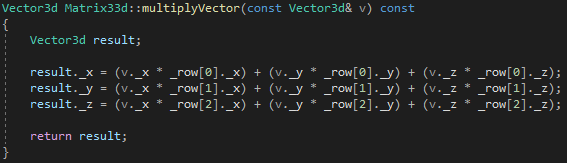 Vector3d Matrix33d::multiplyVector(const Vector3d& v) const
{
    Vector3d result;

    result._x = (v._x * _row[0]._x) + (v._y * _row[0]._y) + (v._z * _row[0]._z);
    result._y = (v._x * _row[1]._x) + (v._y * _row[1]._y) + (v._z * _row[1]._z);
    result._z = (v._x * _row[2]._x) + (v._y * _row[2]._y) + (v._z * _row[2]._z);

    return result;
}